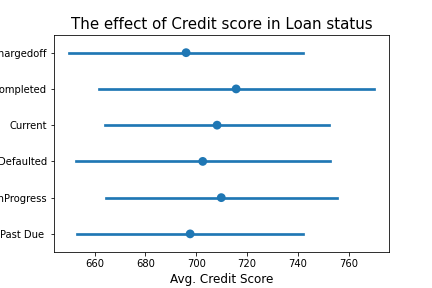 The effect of Credit score in Loan status
hargedoff
ompleted
Current
Defaulted
nProgress
Past Due
660 680 700 720 740 760
Avg. Credit Score